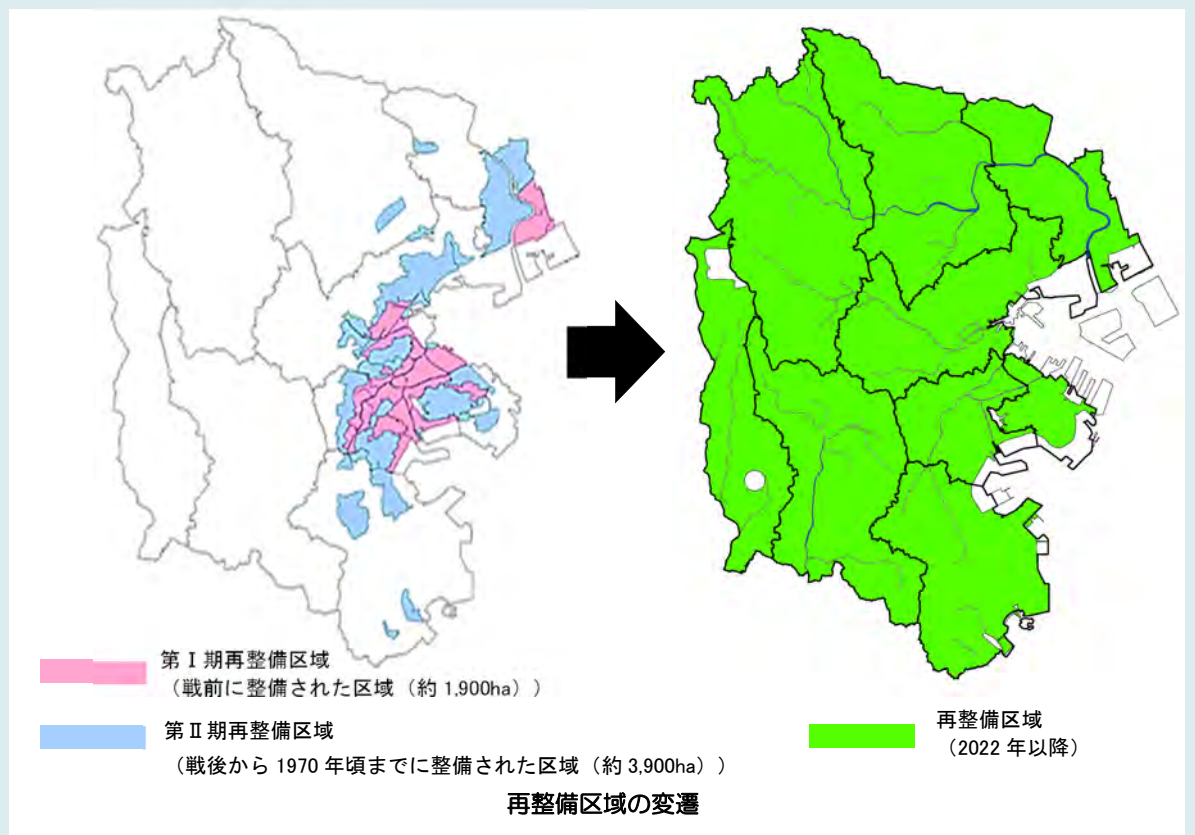 第Ⅰ期再整備区域
（戦前に整備された区域（約 1,900ha））
第Ⅱ期再整備区域
（戦後から 1970 年頃までに整備された区域（約 3,900ha））
再整備区域
（2022 年以降）
再整備区域の変遷